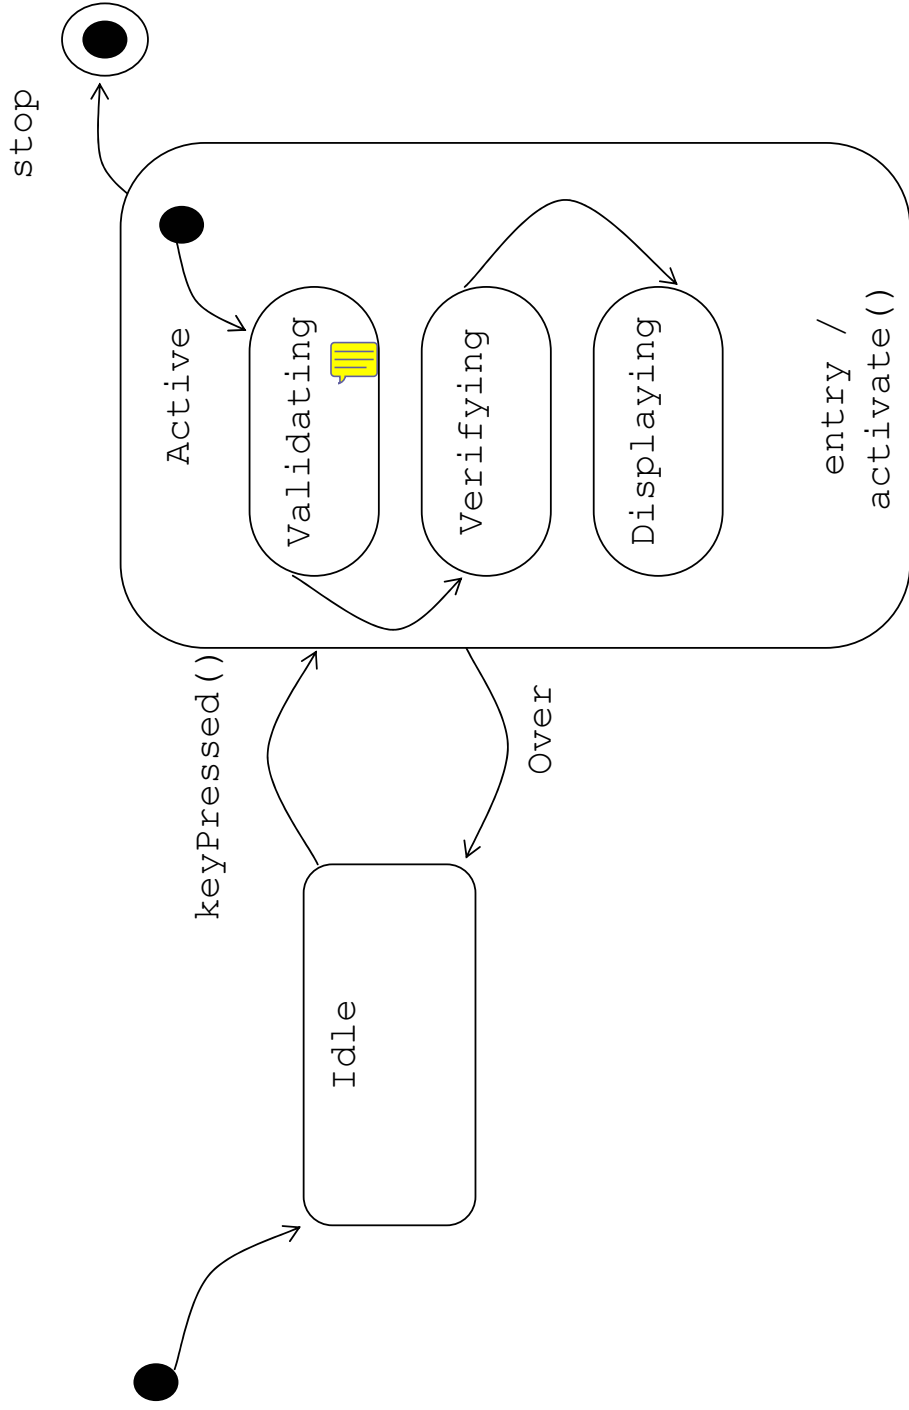 stop
Active
Validating
Verifying
Displaying
entry /
activate()
keyPressed()
Over
Idle